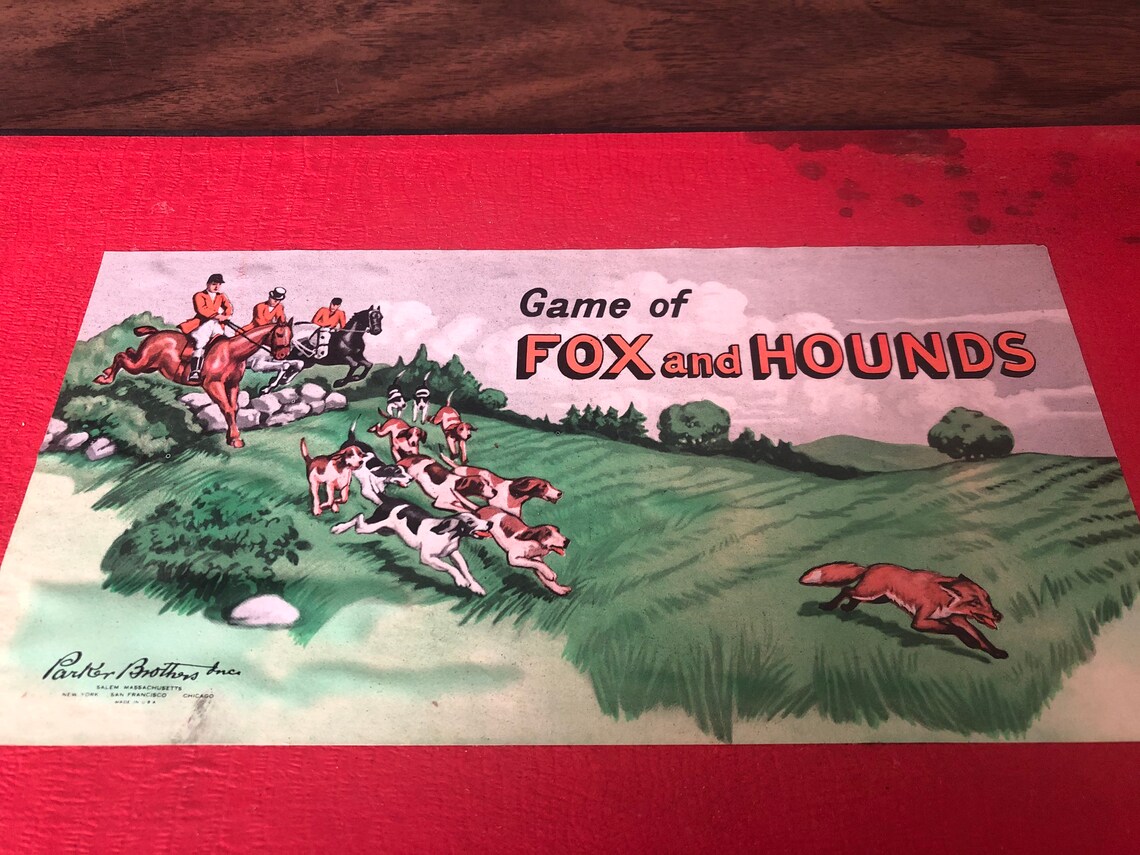 Game of
FOX and HOUNDS
Parker Brothers Inc.
SALEM MASSACHUSETTS
NEW YORK SAN FRANCISCO CHICAGO
MADE IN U.S.A.